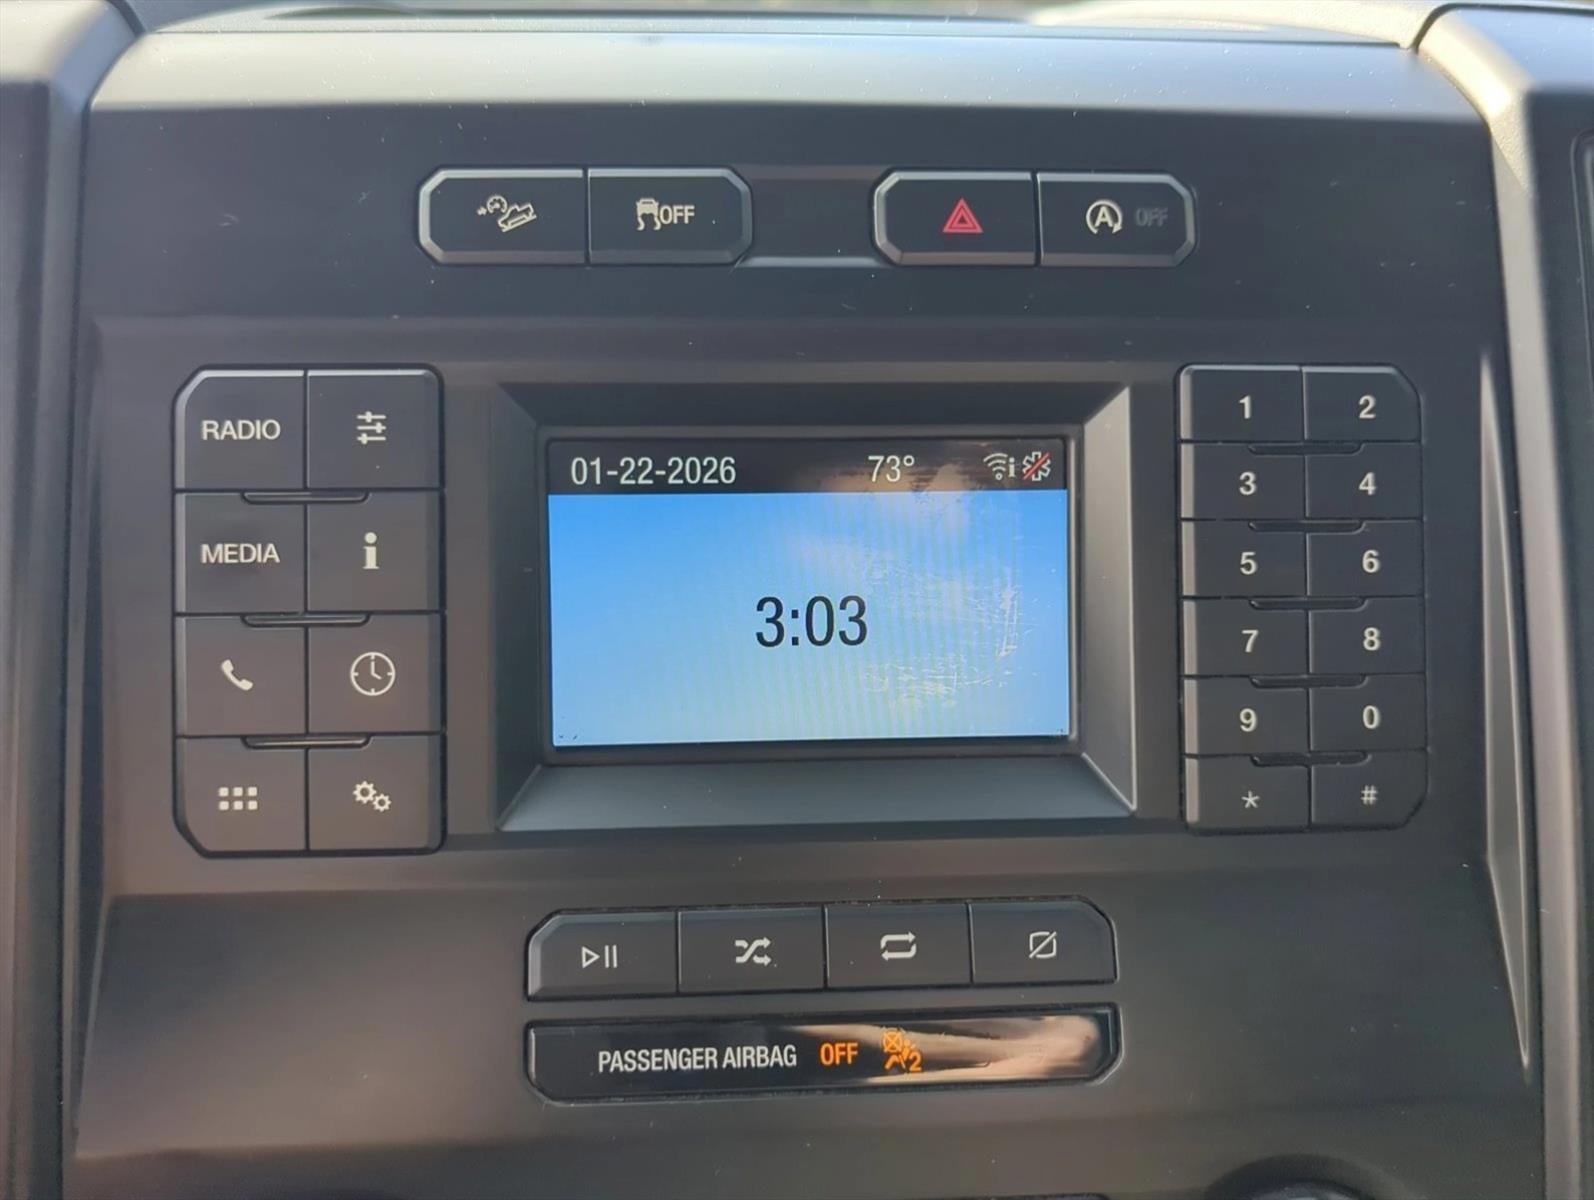 OFF
A OFF
RADIO
1 2
01-22-2026 73° i
3 4
MEDIA i
5 6
3:03
7 8
9 0
* #
PASSENGER AIRBAG OFF 2